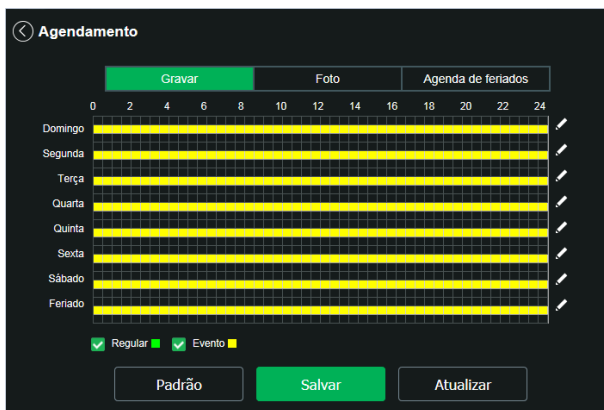 Agendamento
Gravar Foto Agenda de feriados
0 2 4 6 8 10 12 14 16 18 20 22 24
Domingo
Segunda
Terça
Quarta
Quinta
Sexta
Sábado
Feriado
Regular Evento
Padrão Salvar Atualizar